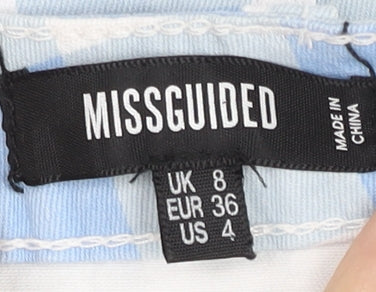 MISSGUIDED
MADE IN
CHINA
UK 8
EUR 36
US 4